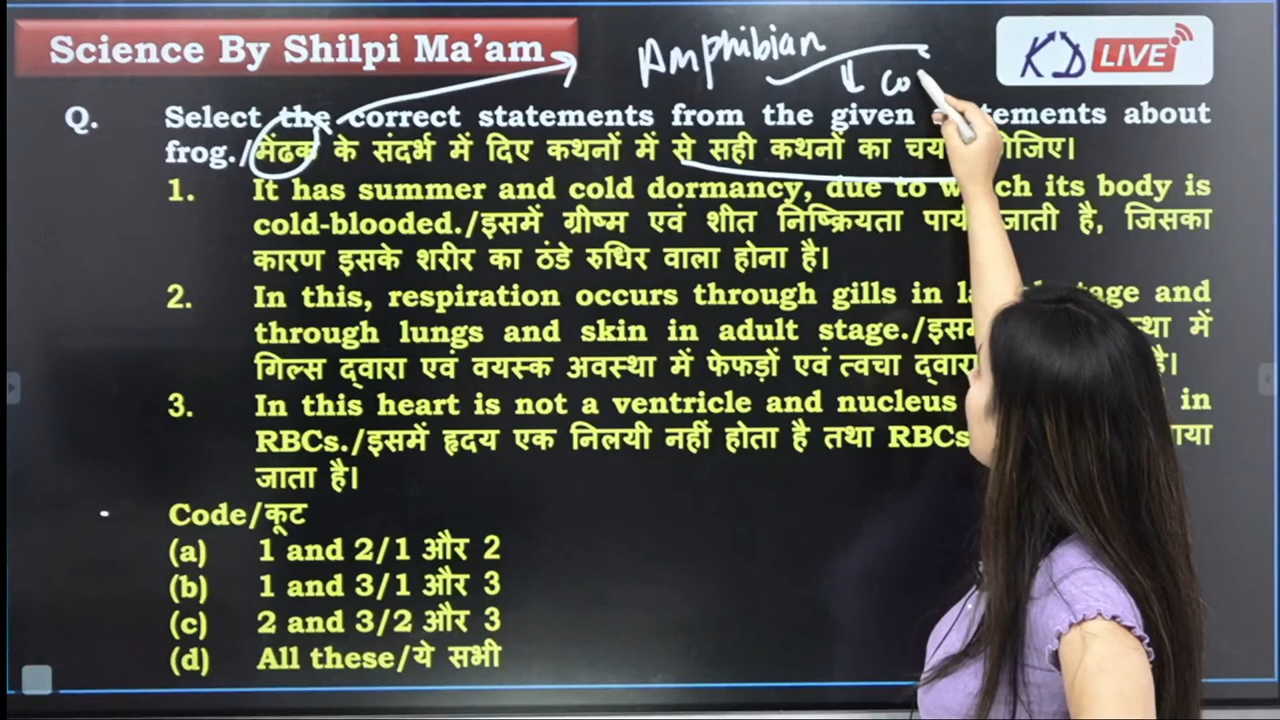 Science By Shilpi Ma'am
Amphibian
KD LIVE
Co
Q. Select the correct statements from the given about
frog./मेंढक के संदर्भ में दिए कथनों में से सही कथनों का
1. It has summer and cold dormancy, due to its body is
cold-blooded./इसमें ग्रीष्म एवं शीत निष्क्रियता जाती है, जिसका
कारण इसके शरीर का ठंडे रुधिर वाला होना है।
2. In this, respiration occurs through gills in and
through lungs and skin in adult stage./ में
गिल्स द्वारा एवं वयस्क अवस्था में फेफड़ों एवं त्वचा है।
3. In this heart is not a ventricle and nucleus in
RBCs./इसमें हृदय एक निलयी नहीं होता है तथा RBCs
जाता है।
Code/कूट
(a) 1 and 2/1 और 2
(b) 1 and 3/1 और 3
(c) 2 and 3/2 और 3
(d) All these/ये सभी